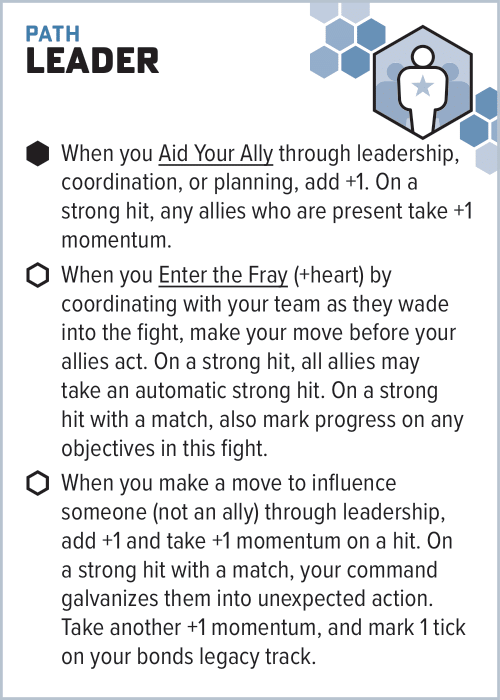 PATH
LEADER
When you Aid Your Ally through leadership,
coordination, or planning, add +1. On a
strong hit, any allies who are present take +1
momentum.
When you Enter the Fray (+heart) by
coordinating with your team as they wade
into the fight, make your move before your
allies act. On a strong hit, all allies may
take an automatic strong hit. On a strong
hit with a match, also mark progress on any
objectives in this fight.
When you make a move to influence
someone (not an ally) through leadership,
add +1 and take +1 momentum on a hit. On
a strong hit with a match, your command
galvanizes them into unexpected action.
Take another +1 momentum, and mark 1 tick
on your bonds legacy track.